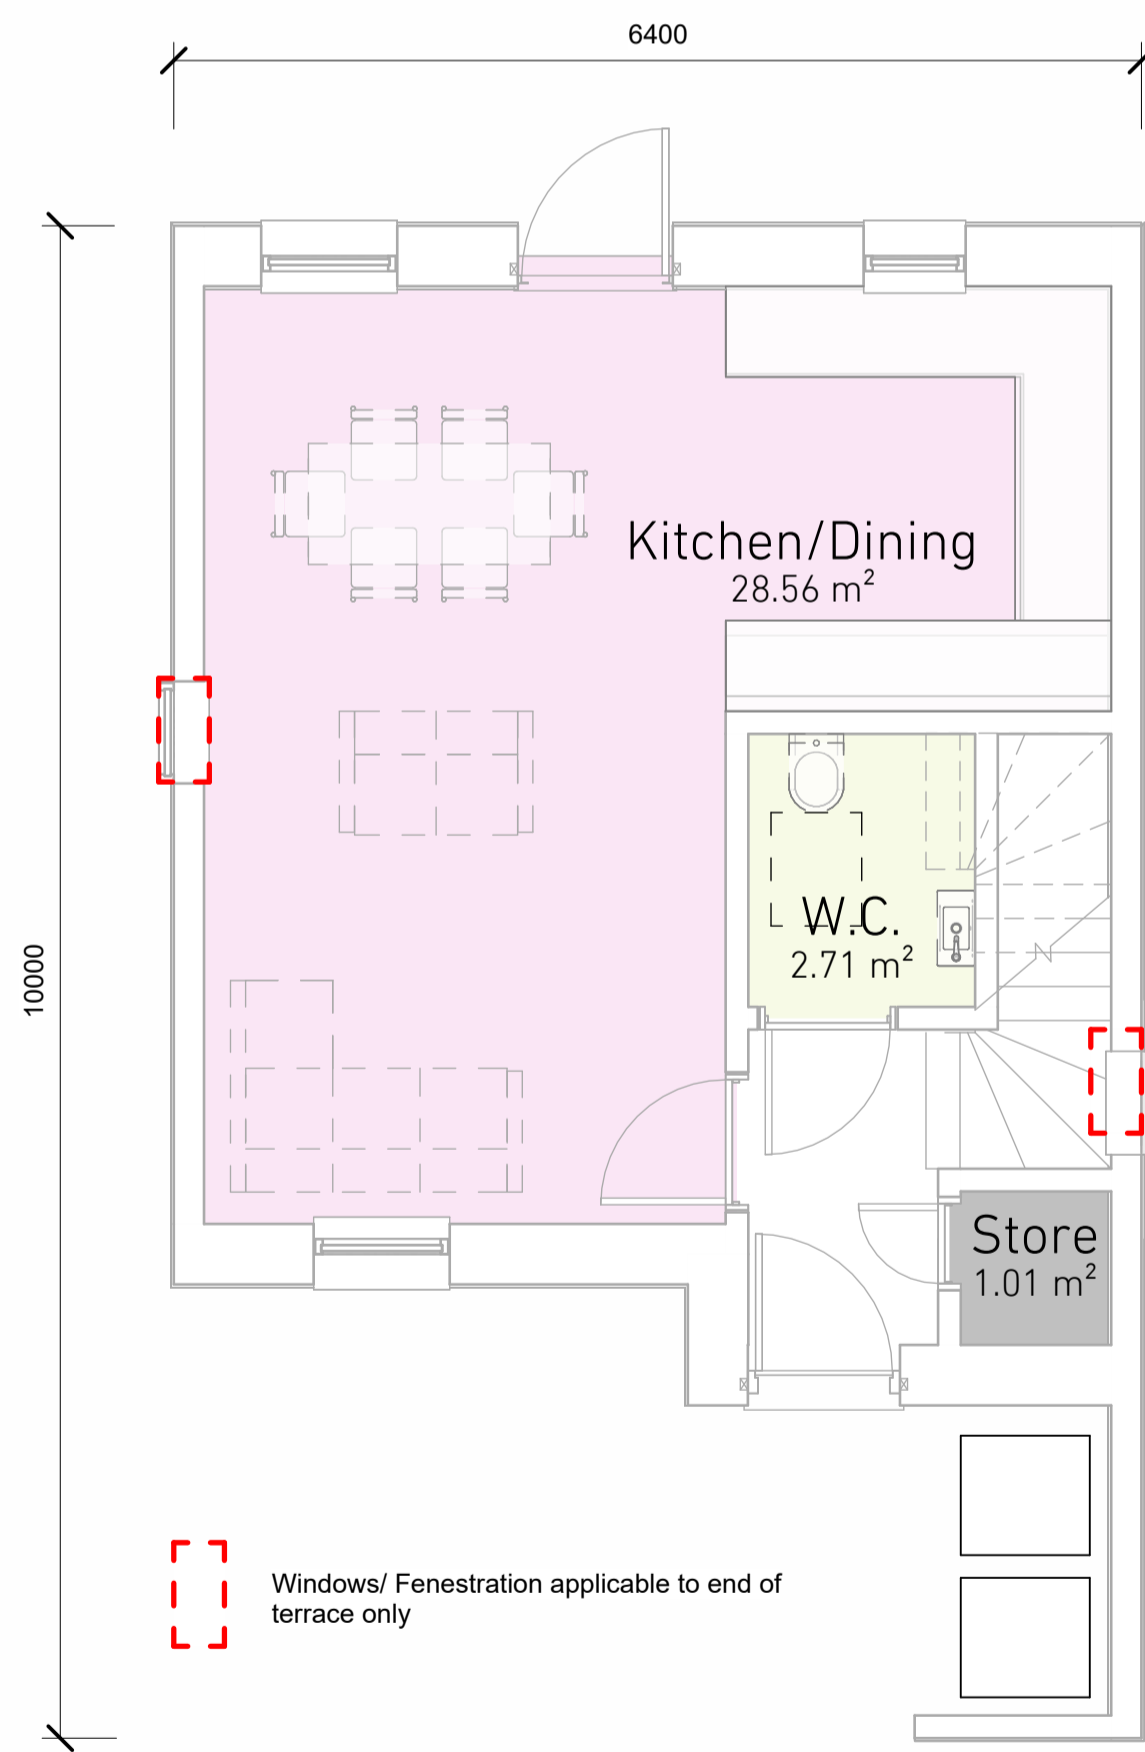 6400
Kitchen/Dining
28.56 m²
W.C.
2.71 m²
10000
Store
1.01 m²
Windows/ Fenestration applicable to end of
terrace only